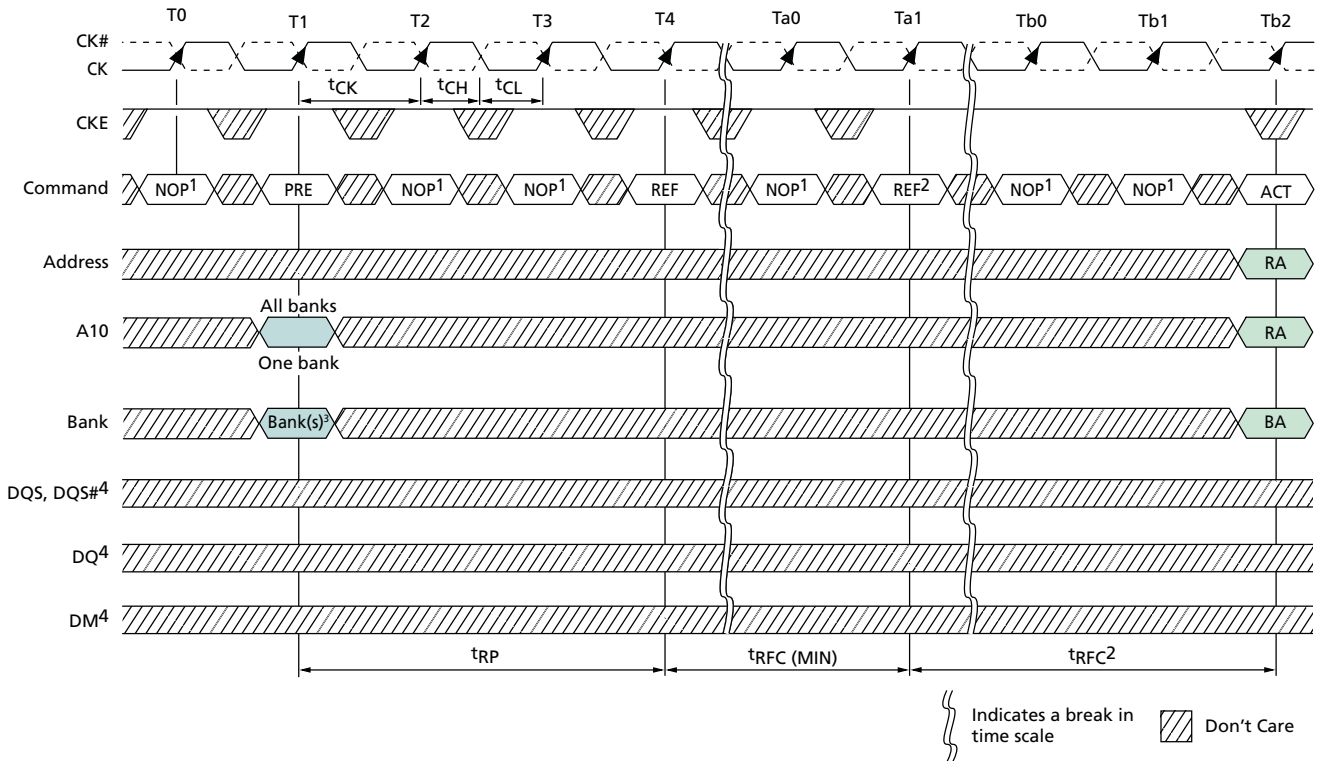 T0 T1 T2 T3 T4 Ta0 Ta1 Tb0 Tb1 Tb2
CK#
CK
tCK tCH tCL
CKE
Command NOP1 PRE NOP1 NOP1 REF NOP1 REF2 NOP1 NOP1 ACT
Address RA
All banks
A10 RA
One bank
Bank Bank(s)3 BA
DQS, DQS#4
DQ4
DM4
tRP tRFC (MIN) tRFC2
Indicates a break in
time scale
Don't Care